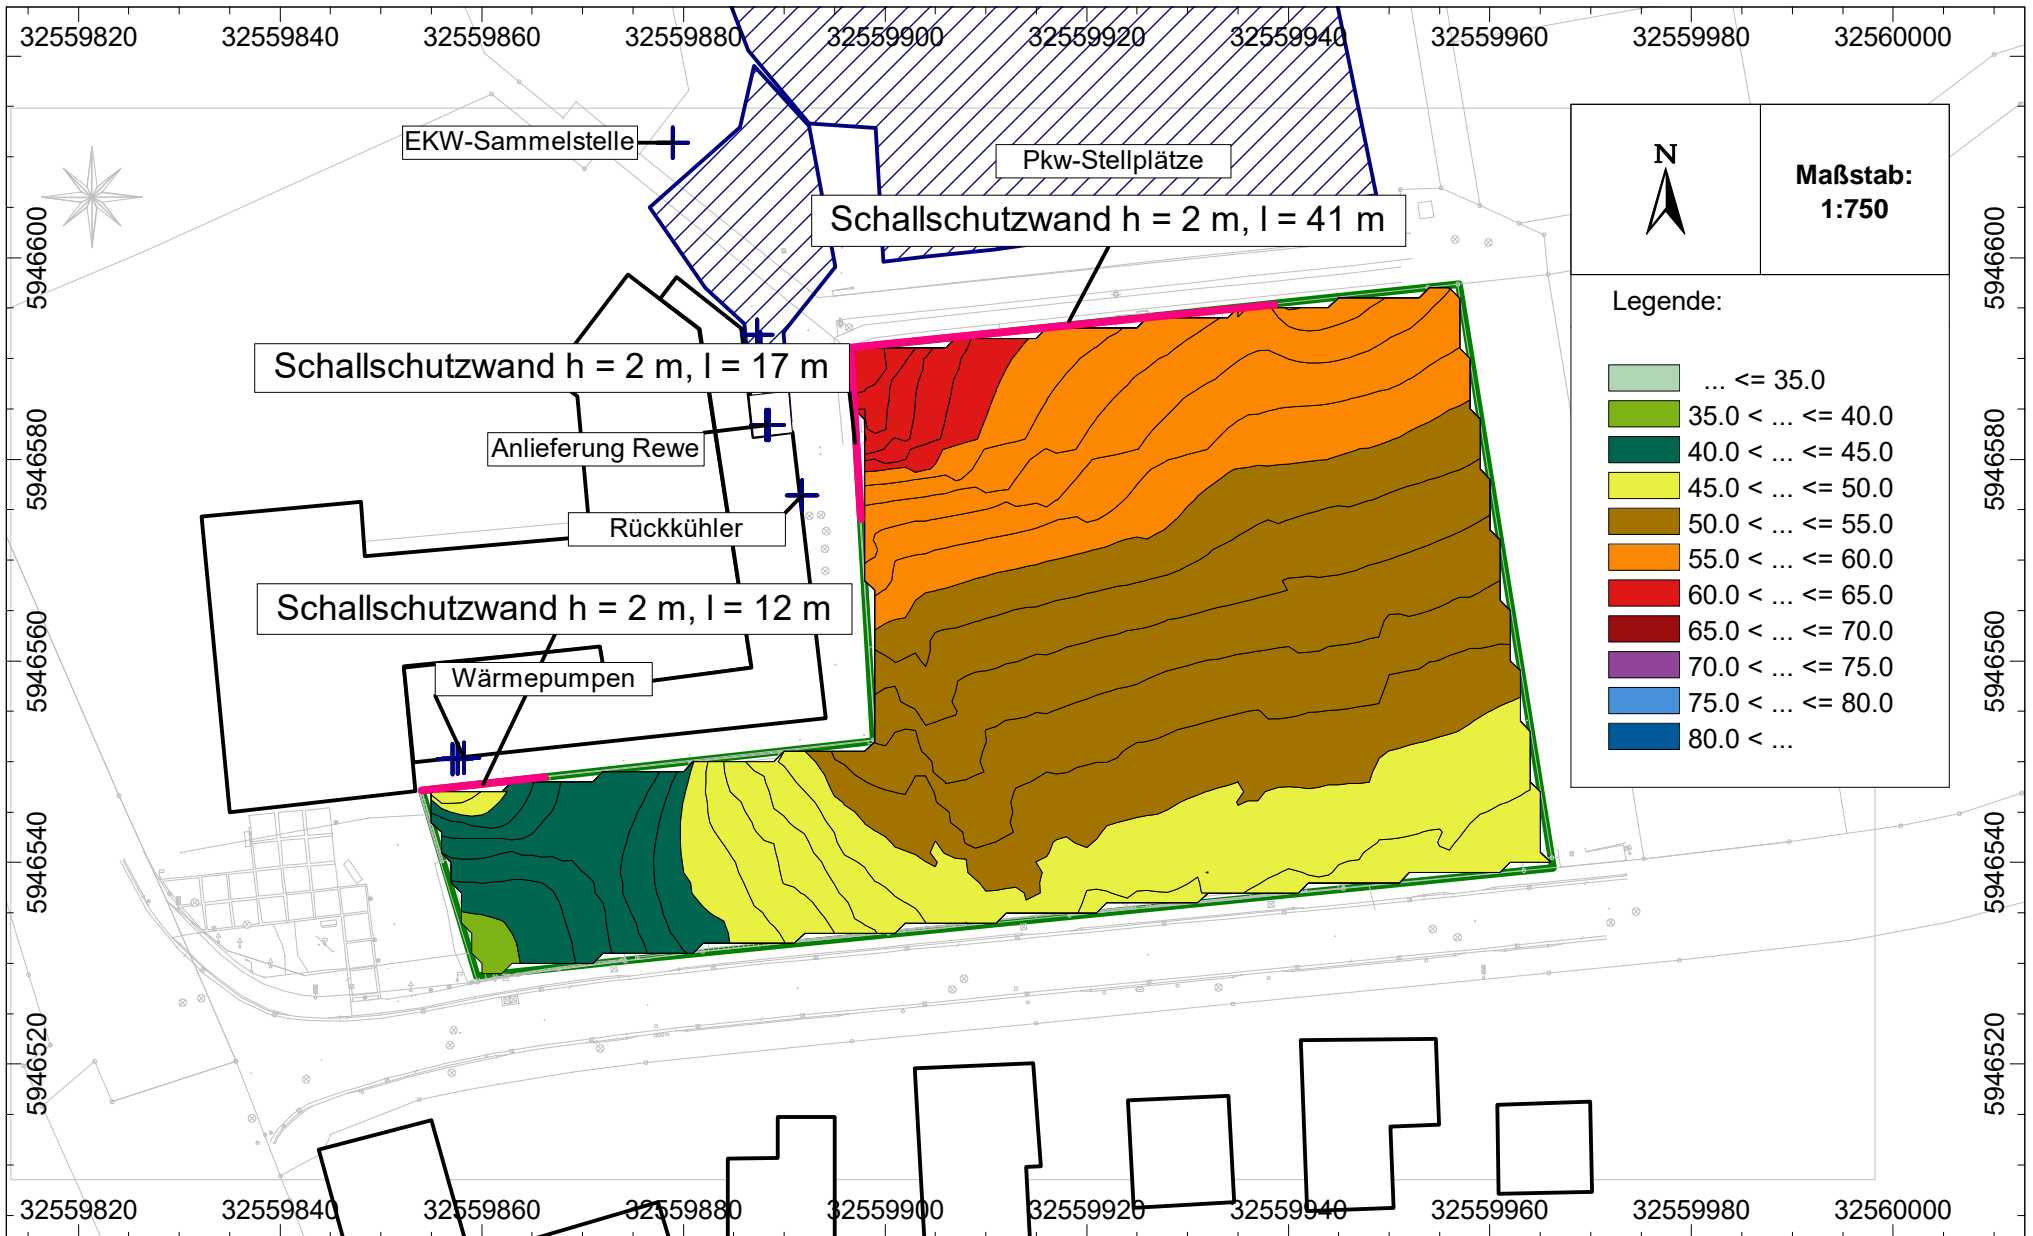 32559820 32559840 32559860 32559880 32559900 32559920 32559940 32559960 32559980 32560000
EKW-Sammelstelle
Pkw-Stellplätze
Schallschutzwand h = 2 m, l = 41 m
N
Maßstab:
1:750
5946600
5946600
Legende:
Schallschutzwand h = 2 m, l = 17 m
... <= 35.0
35.0 < ... <= 40.0
40.0 < ... <= 45.0
45.0 < ... <= 50.0
50.0 < ... <= 55.0
55.0 < ... <= 60.0
60.0 < ... <= 65.0
65.0 < ... <= 70.0
70.0 < ... <= 75.0
75.0 < ... <= 80.0
80.0 < ...
Anlieferung Rewe
5946580
5946580
Rückkühler
Schallschutzwand h = 2 m, l = 12 m
Wärmepumpen
5946560
5946560
5946540
5946540
5946520
5946520
32559820 32559840 32559860 32559880 32559900 32559920 32559940 32559960 32559980 32560000